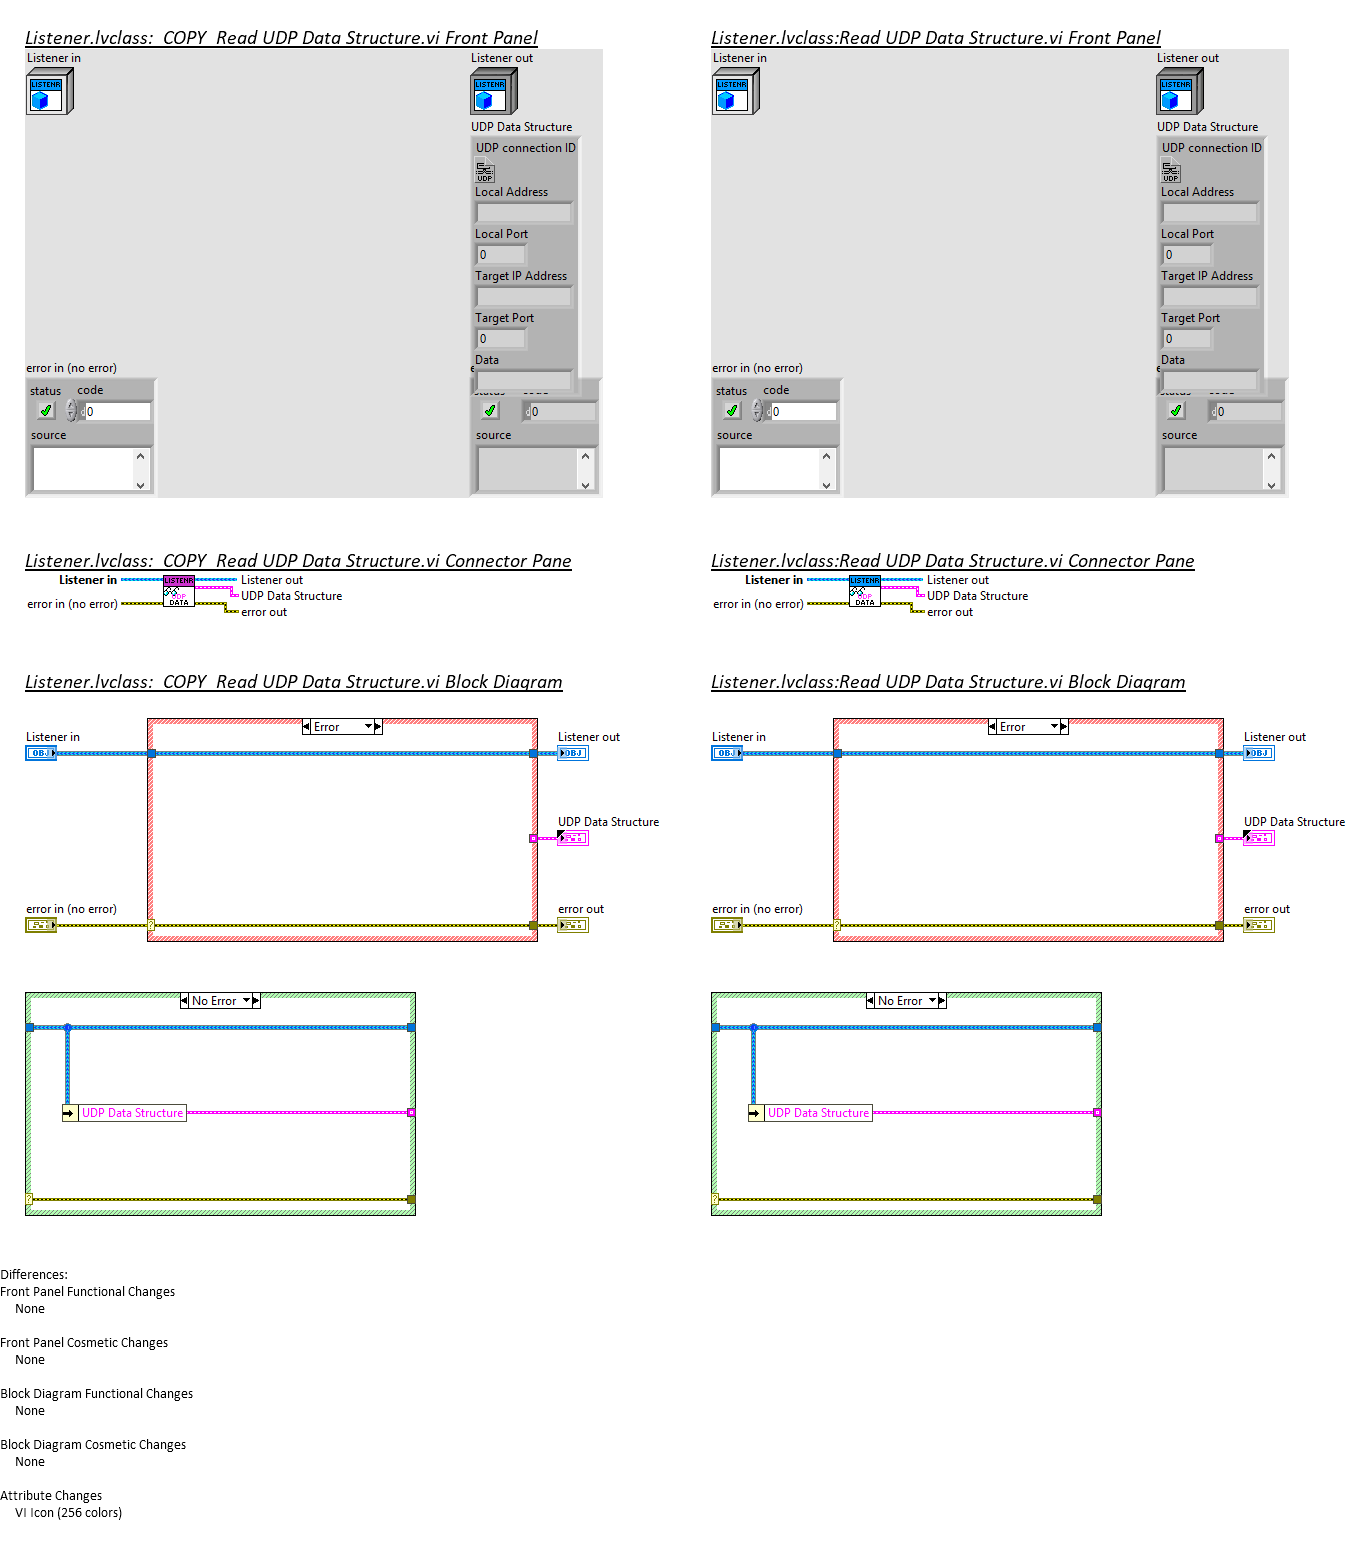 Listener.lvclass:  COPY  Read UDP Data Structure.vi Front Panel
Listener in
LISTENR
Listener out
LISTENR
UDP Data Structure
UDP connection ID
UDP
Local Address
Local Port
0
Target IP Address
Target Port
0
Data
error in (no error)
status code
d 0
source
d 0
source
Listener.lvclass:Read UDP Data Structure.vi Front Panel
Listener in
LISTENR
Listener out
LISTENR
UDP Data Structure
UDP connection ID
UDP
Local Address
Local Port
0
Target IP Address
Target Port
0
Data
error in (no error)
status code
d 0
source
d 0
source
Listener.lvclass:  COPY  Read UDP Data Structure.vi Connector Pane
Listener in
LISTENR
UDP
DATA
Listener out
UDP Data Structure
error in (no error)
error out
Listener.lvclass:Read UDP Data Structure.vi Connector Pane
Listener in
LISTENR
UDP
DATA
Listener out
UDP Data Structure
error in (no error)
error out
Listener.lvclass:  COPY  Read UDP Data Structure.vi Block Diagram
Error
Listener in
OBJ
Listener out
OBJ
UDP Data Structure
error in (no error)
?
error out
No Error
UDP Data Structure
?
Listener.lvclass:Read UDP Data Structure.vi Block Diagram
Error
Listener in
OBJ
Listener out
OBJ
UDP Data Structure
error in (no error)
?
error out
No Error
UDP Data Structure
?
Differences:
Front Panel Functional Changes
None
Front Panel Cosmetic Changes
None
Block Diagram Functional Changes
None
Block Diagram Cosmetic Changes
None
Attribute Changes
VI Icon (256 colors)